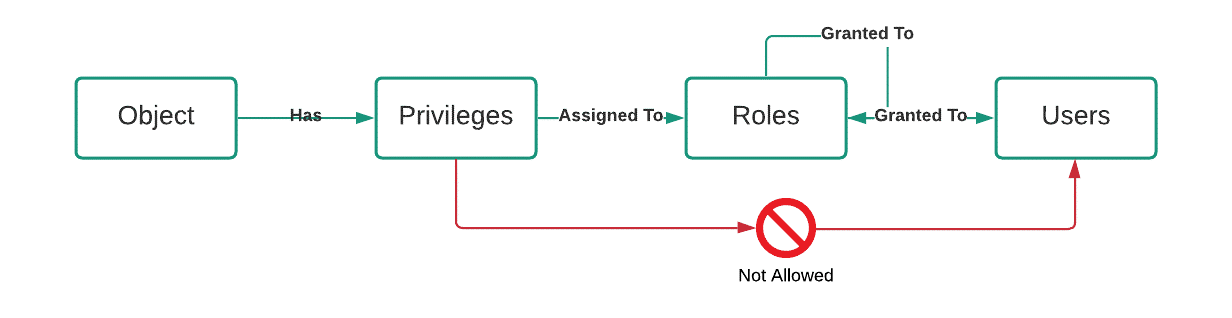 Granted To
Object
Has
Privileges
Assigned To
Roles
Granted To
Users
Not Allowed